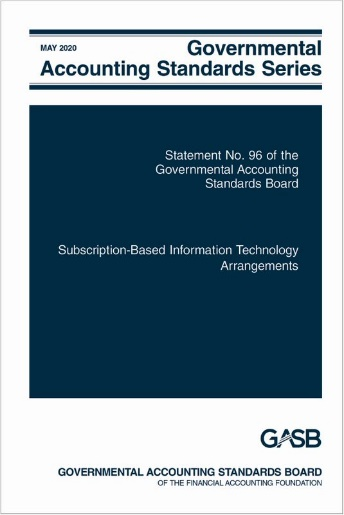 MAY 2020
Governmental
Accounting Standards Series
Statement No. 96 of the
Governmental Accounting
Standards Board
Subscription-Based Information Technology
Arrangements
GASB
GOVERNMENTAL ACCOUNTING STANDARDS BOARD
OF THE FINANCIAL ACCOUNTING FOUNDATION